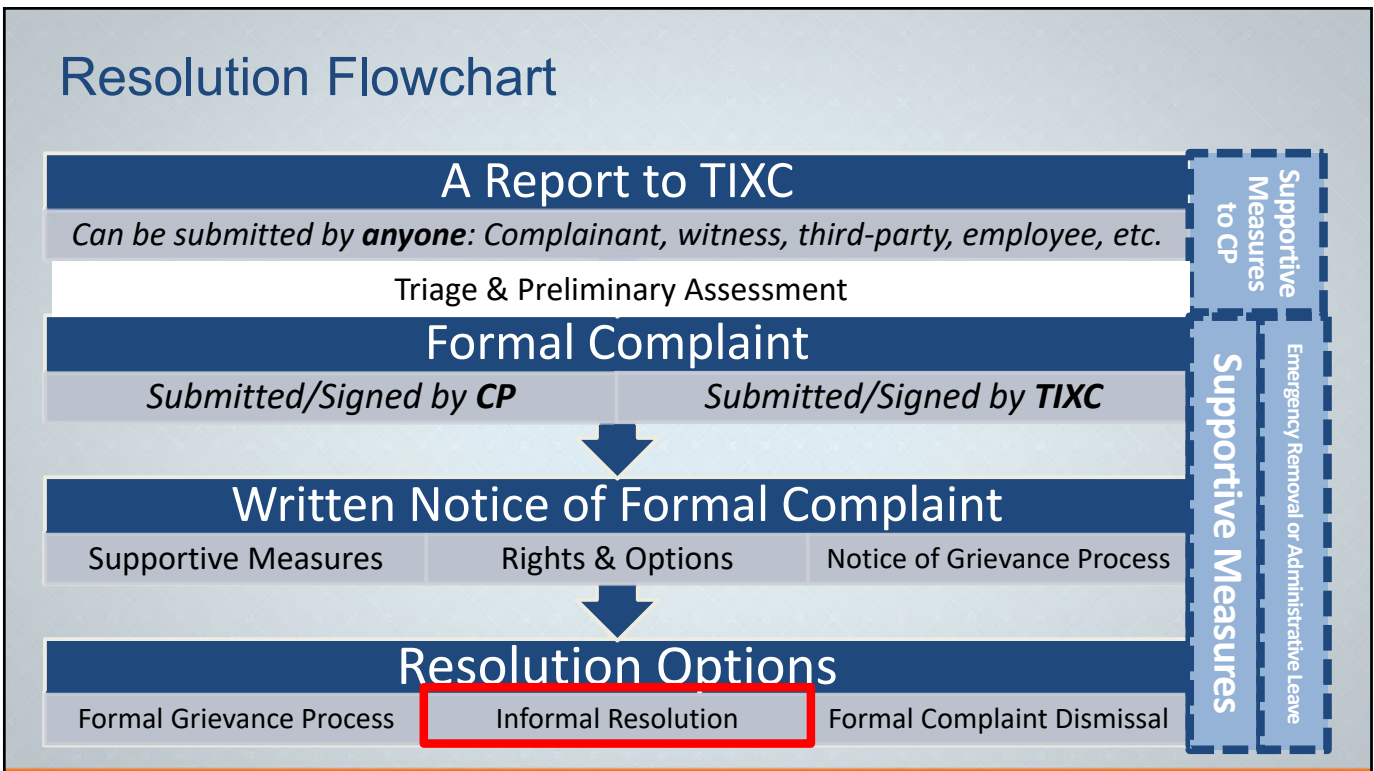 Resolution Flowchart
A Report to TIXC
Can be submitted by anyone: Complainant, witness, third-party, employee, etc.
Triage & Preliminary Assessment
Supportive
Measures
to CP
Formal Complaint
Submitted/Signed by CP
Submitted/Signed by TIXC
Written Notice of Formal Complaint
Supportive Measures
Rights & Options
Notice of Grievance Process
Resolution Options
Formal Grievance Process
Informal Resolution
Formal Complaint Dismissal
Supportive Measures
Emergency Removal or Administrative Leave